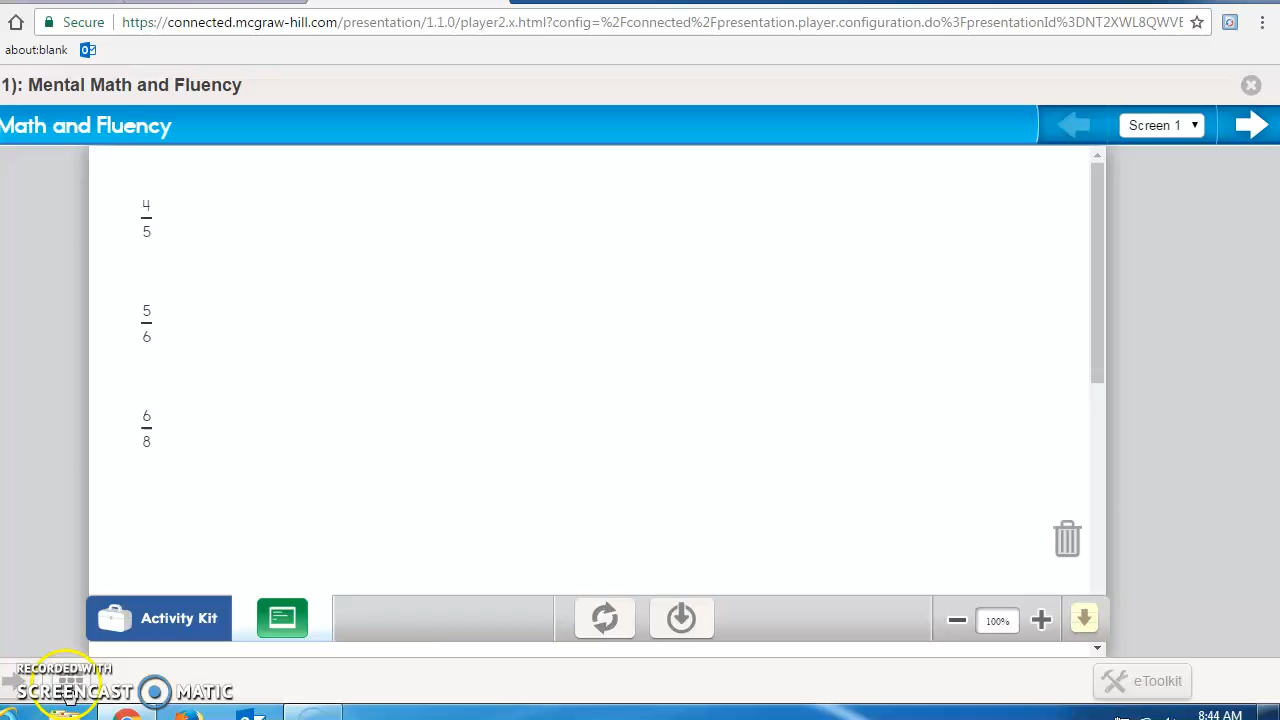 Secure https://connected.mcgraw-hill.com/presentation/1.1.0/player2.x.html?config=%2Fconnected%2Fpresentation.player.configuration.do%3FpresentationId%3DNT2XWL8QWVE
about:blank
1): Mental Math and Fluency
Math and Fluency
Screen 1
4
5
5
6
6
8
Activity Kit
100%
RECORDED WITH
SCREENCAST MATIC
eToolkit
8:44 AM